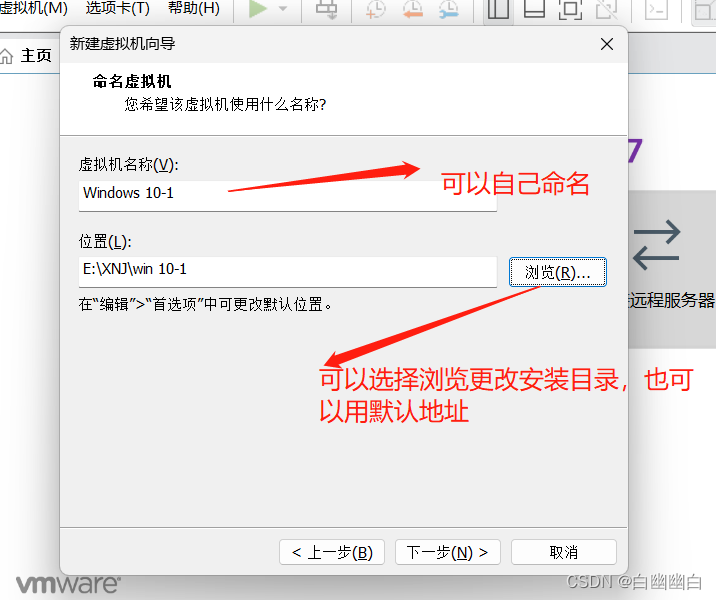 虚拟机(M) 选项卡(T) 帮助(H)
主页
新建虚拟机向导
命名虚拟机
您希望该虚拟机使用什么名称?
7
虚拟机名称(V):
Windows 10-1
可以自己命名
位置(L):
E:\XNJ\win 10-1
浏览(R)...
在“编辑”>“首选项”中可更改默认位置。
远程服务器
可以选择浏览更改安装目录，也可
以用默认地址
< 上一步(B) 下一步(N) > 取消
vmware
CSDN @白幽幽白